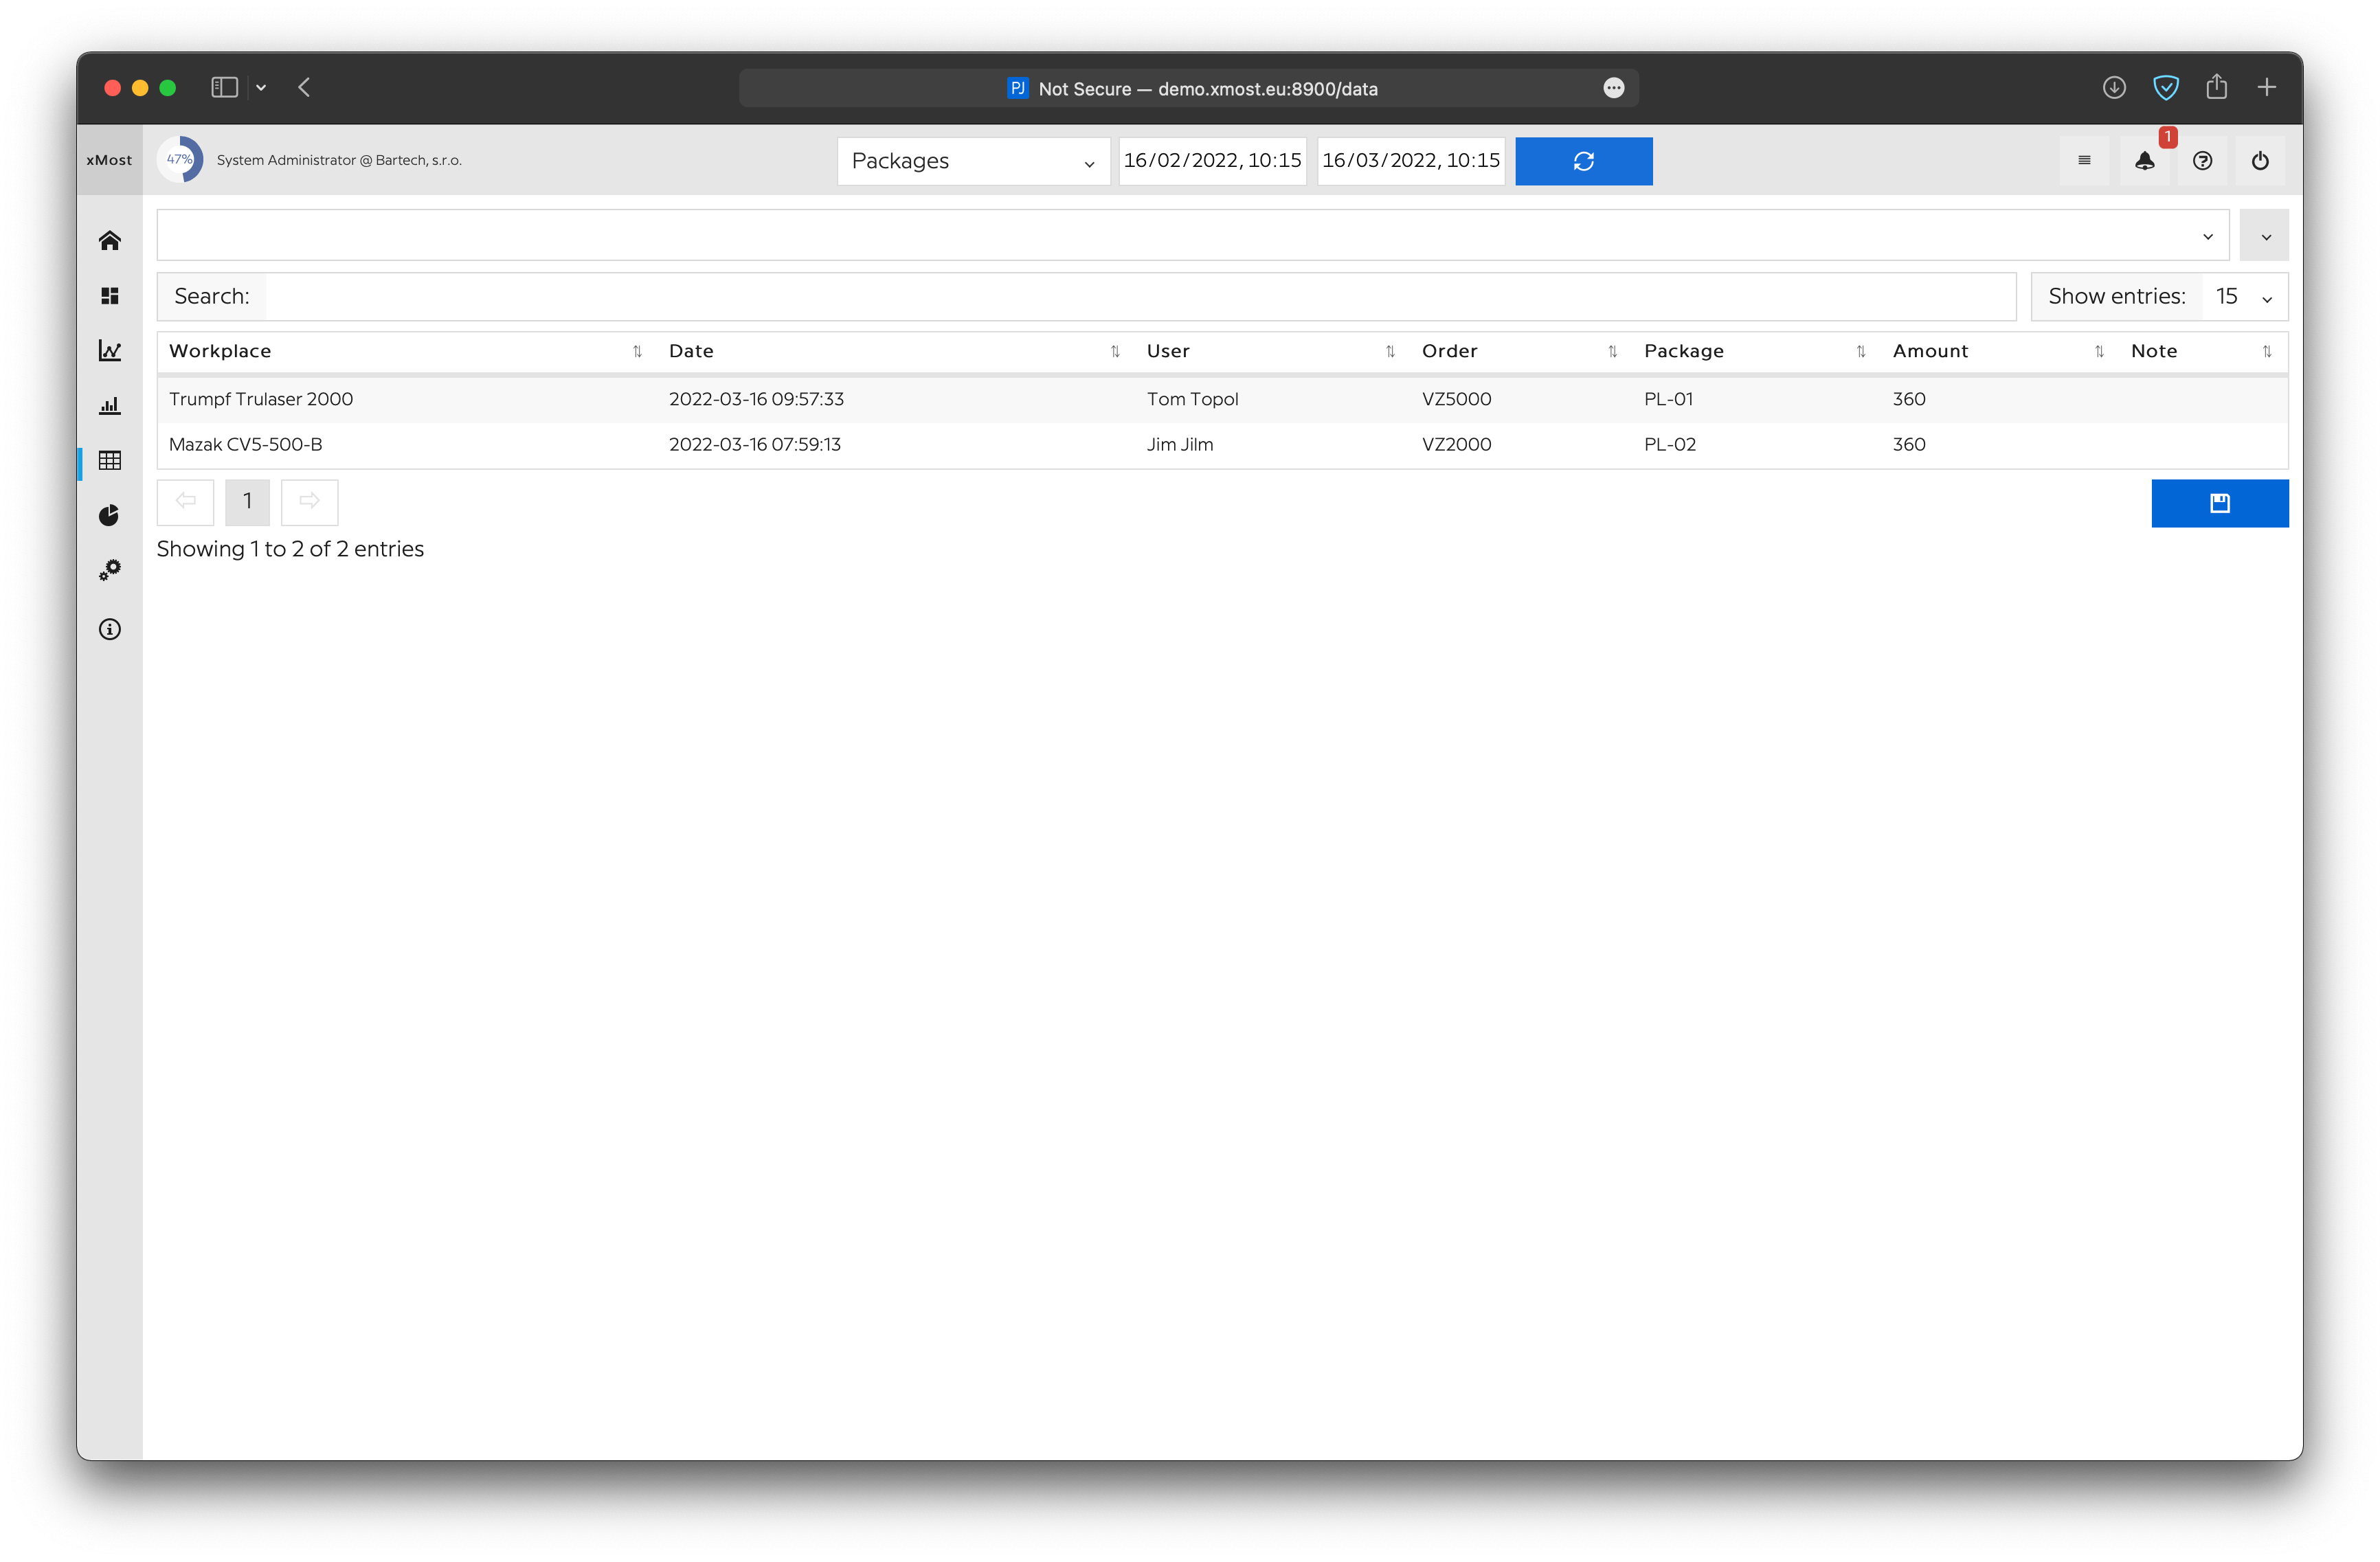 PJ Not Secure — demo.xmost.eu:8900/data
xMost 47% System Administrator @ Bartech, s.r.o. Packages 16/02/2022, 10:15 16/03/2022, 10:15 1
Search: Show entries: 15
Workplace Date User Order Package Amount Note
Trumpf Trulaser 2000 2022-03-16 09:57:33 Tom Topol VZ5000 PL-01 360
Mazak CV5-500-B 2022-03-16 07:59:13 Jim Jilm VZ2000 PL-02 360
1
Showing 1 to 2 of 2 entries